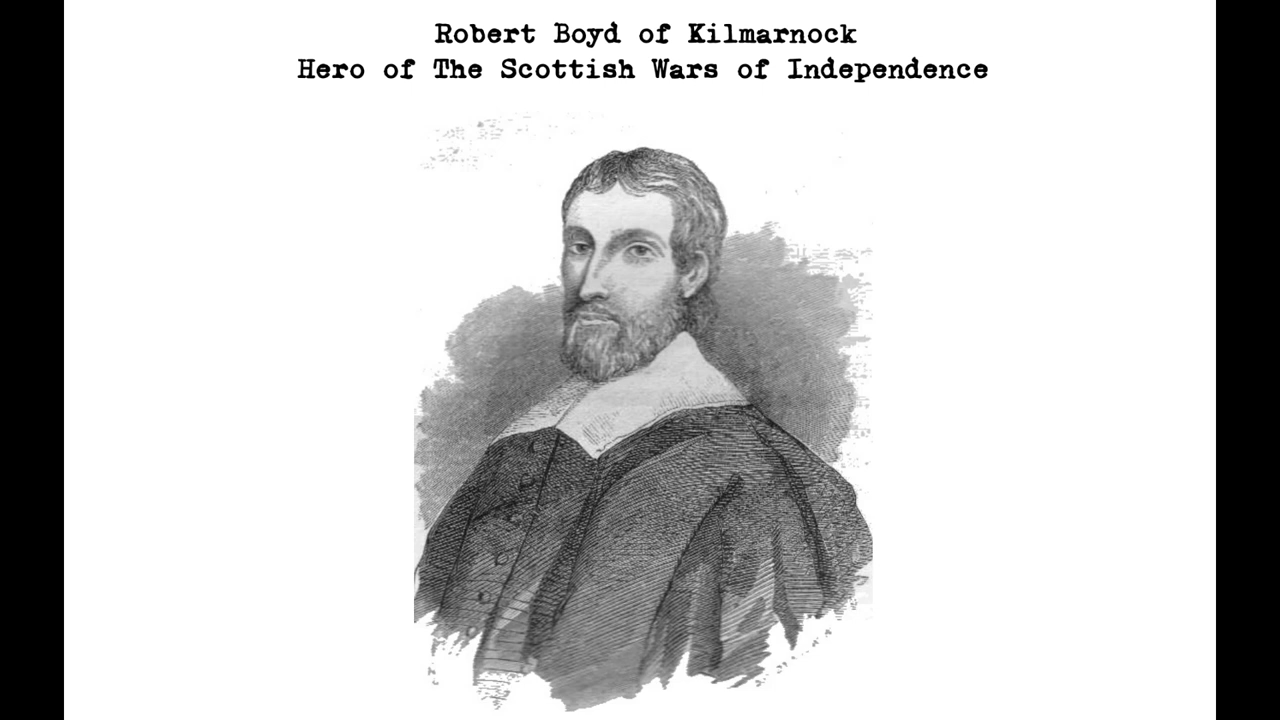 Robert Boyd of Kilmarnock
Hero of The Scottish Wars of Independence